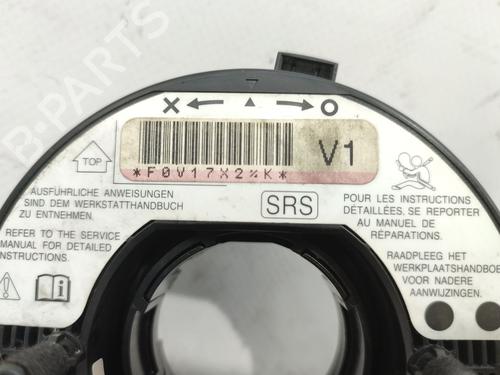 V1
*F0V17X2%K*
TOP
AUSFÜHRLICHE ANWEISUNGEN
SIND DEM WERKSTATTHANDBUCH
ZU ENTNEHMEN.
REFER TO THE SERVICE
MANUAL FOR DETAILED
INSTRUCTIONS.
SRS
POUR LES INSTRUCTIONS
DÉTAILLÉES, SE REPORTER
AU MANUEL DE
RÉPARATIONS.
RAADPLEEG HET
WERKPLAATSHANDBOEK
VOOR NADERE
AANWIJZINGEN.
B-PARTS